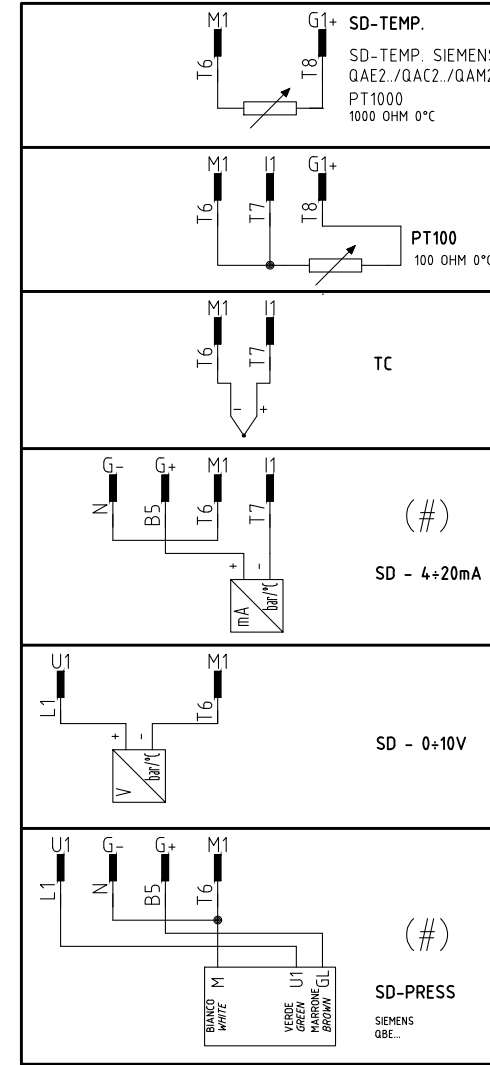 M1 G1+ SD-TEMP.
T6 T8
SD-TEMP. SIEMENS
QAE2../QAC2../QAM2
PT1000
1000 OHM 0°C
M1 I1 G1+
T6 T7 T8
PT100
100 OHM 0°C
M1 I1
T6 T7
TC
- +
G- G+ M1 I1
N B5 T6 T7
(#)
+ -
mA bar/°C
SD - 4÷20mA
U1 M1
L1 T6
+ -
V bar/°C
SD - 0÷10V
U1 G- G+ M1
L1 N B5 T6
(#)
M U1 GL
BIANCO
WHITE
VERDE
GREEN
MARRONE
BROWN
SD-PRESS
SIEMENS
QBE...